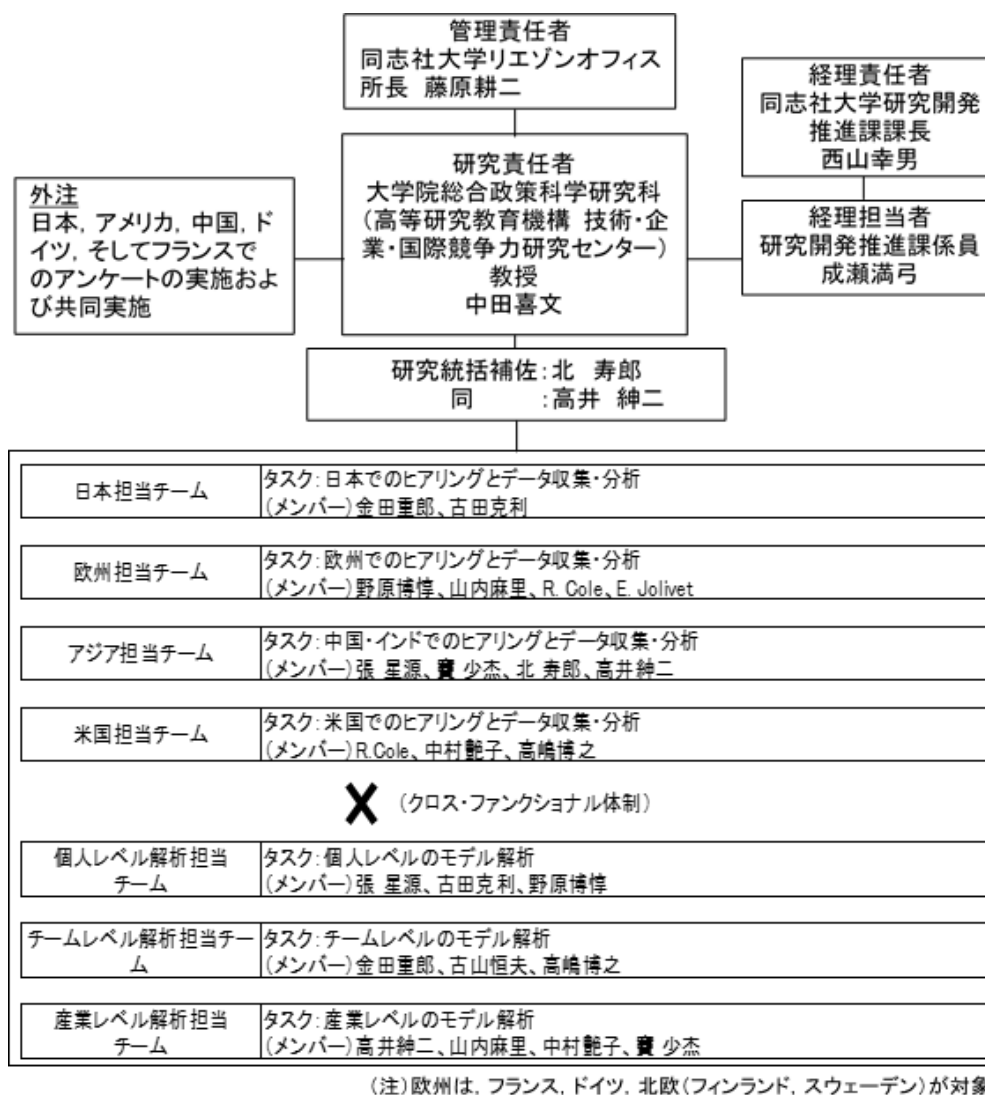 管理責任者
同志社大学リエゾンオフィス
所長 藤原耕二
経理責任者
同志社大学研究開発
推進課課長
西山幸男
研究責任者
大学院総合政策科学研究科
(高等研究教育機構 技術・企
業・国際競争力研究センター)
教授
中田喜文
外注
日本, アメリカ, 中国, ド
イツ, そしてフランスで
のアンケートの実施およ
び共同実施
経理担当者
研究開発推進課係員
成瀬満弓
研究統括補佐:北 寿郎
同 :高井 紳二
日本担当チーム
タスク:日本でのヒアリングとデータ収集・分析
(メンバー)金田重郎、古田克利
欧州担当チーム
タスク:欧州でのヒアリングとデータ収集・分析
(メンバー)野原博惇、山内麻里、R. Cole、E. Jolivet
アジア担当チーム
タスク:中国・インドでのヒアリングとデータ収集・分析
(メンバー)張 星源、竇 少杰、北 寿郎、高井紳二
米国担当チーム
タスク:米国でのヒアリングとデータ収集・分析
(メンバー)R.Cole、中村艶子、高嶋博之
X (クロス・ファンクショナル体制)
個人レベル解析担当
チーム
タスク:個人レベルのモデル解析
(メンバー)張 星源、古田克利、野原博惇
チームレベル解析担当チー
ム
タスク:チームレベルのモデル解析
(メンバー)金田重郎、古山恒夫、高嶋博之
産業レベル解析担当
チーム
タスク:産業レベルのモデル解析
(メンバー)高井紳二、山内麻里、中村艶子、竇 少杰
(注)欧州は, フランス, ドイツ, 北欧(フィンランド, スウェーデン)が対象